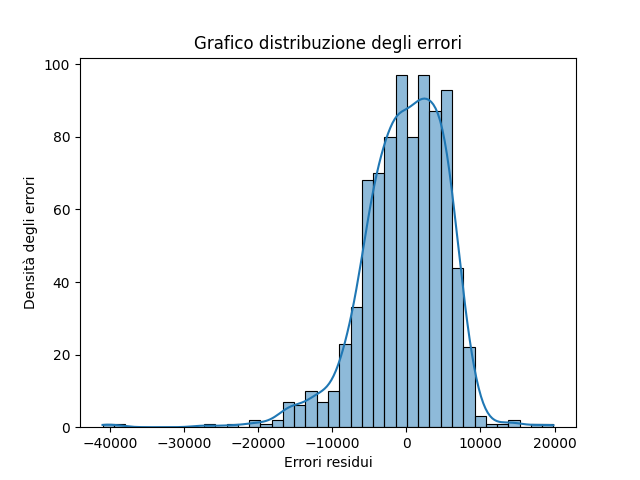 Grafico distribuzione degli errori
Densità degli errori
100
80
60
40
20
0
−40000 −30000 −20000 −10000 0 10000 20000
Errori residui